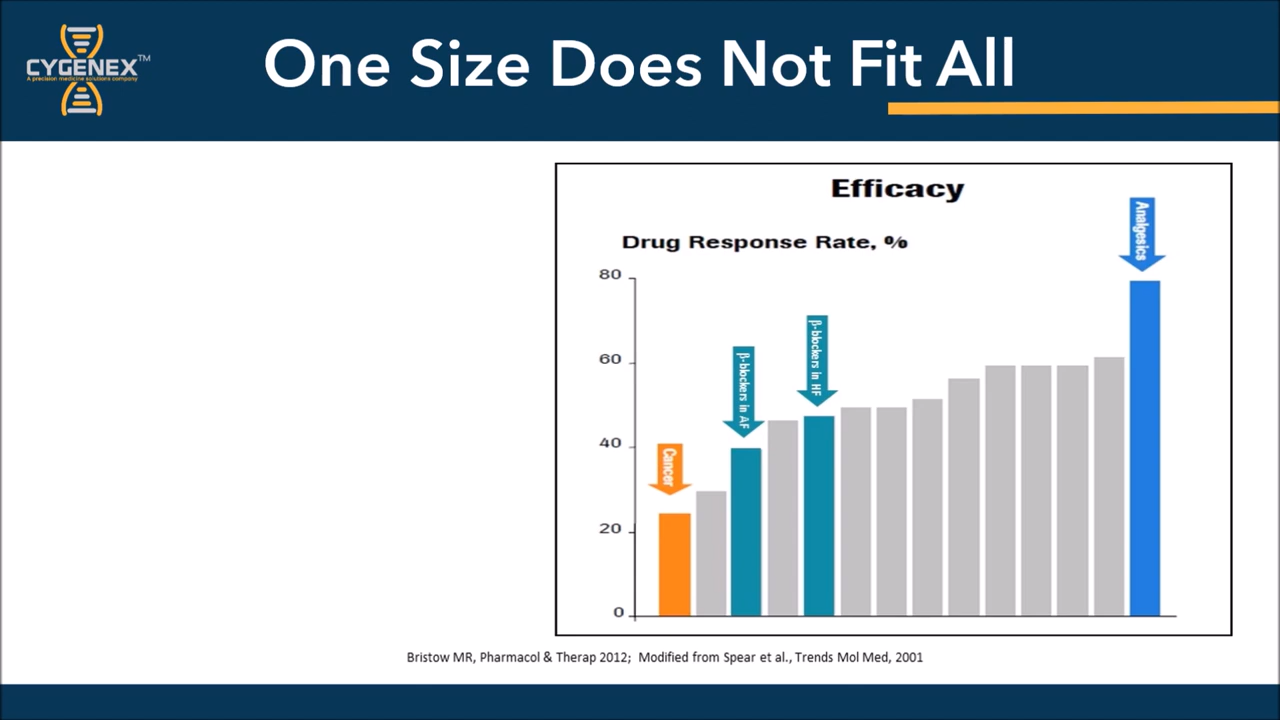 CYGENEX™
A precision medicine solutions company
One Size Does Not Fit All
Efficacy
Drug Response Rate, %
80
60
40
20
0
Cancer
β-blockers in AF
β-blockers in HF
Analgesics
Bristow MR, Pharmacol & Therap 2012; Modified from Spear et al., Trends Mol Med, 2001